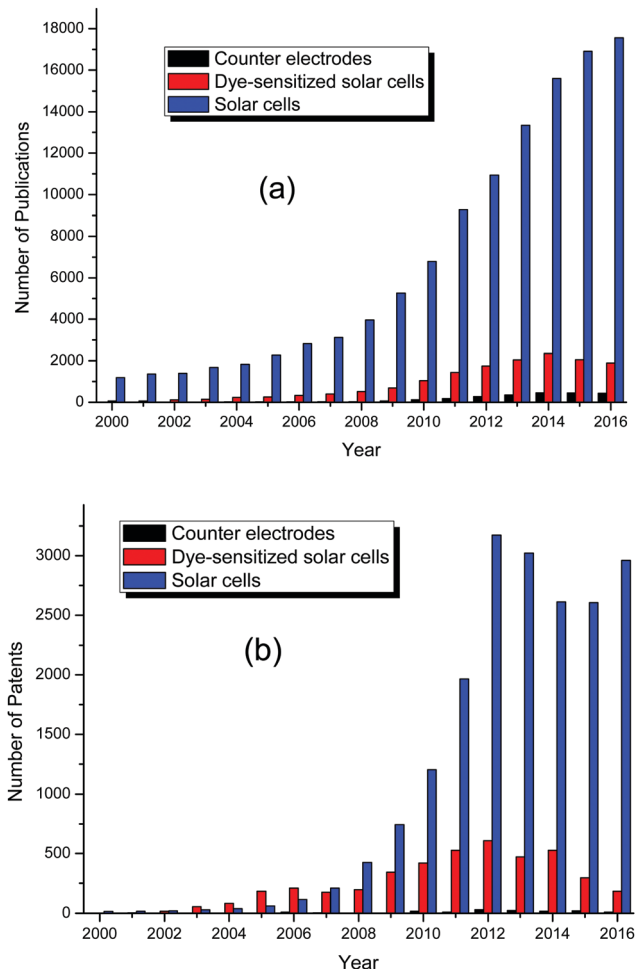 18000
16000
14000
12000
10000
8000
6000
4000
2000
0
Number of Publications
Counter electrodes
Dye-sensitized solar cells
Solar cells
(a)
2000 2002 2004 2006 2008 2010 2012 2014 2016
Year
3000
2500
2000
1500
1000
500
0
Number of Patents
Counter electrodes
Dye-sensitized solar cells
Solar cells
(b)
2000 2002 2004 2006 2008 2010 2012 2014 2016
Year